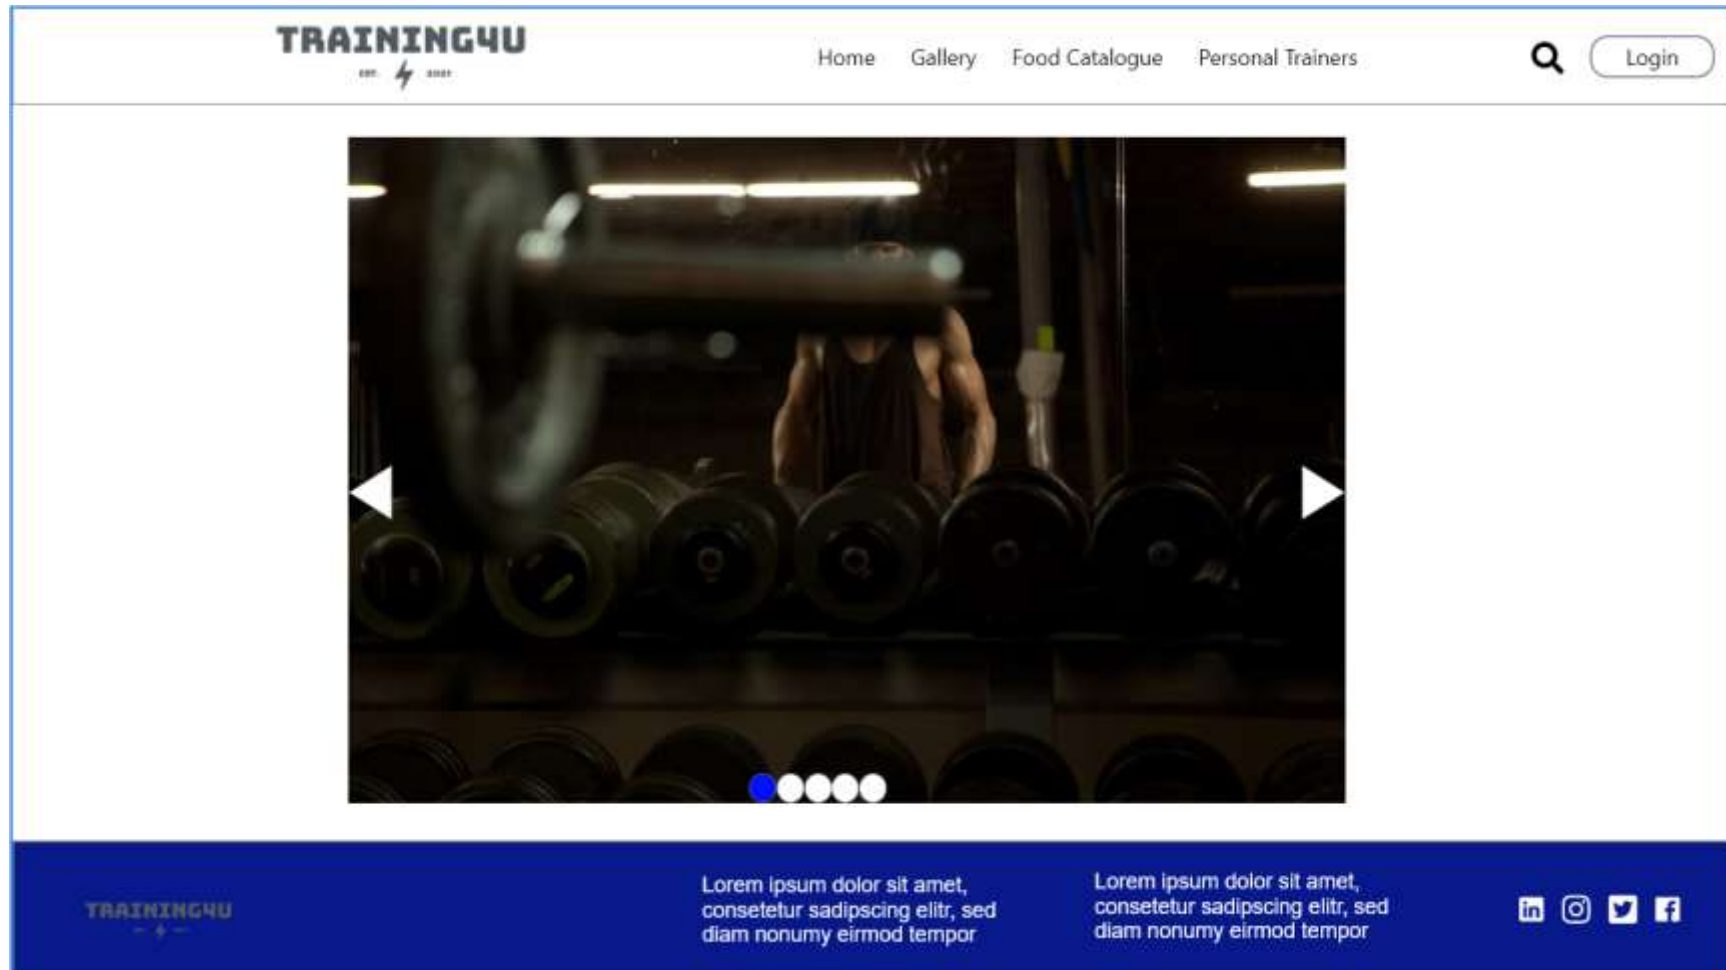 TRAINING4U
EST.
Home
Gallery
Food Catalogue
Personal Trainers
Login
TRAINING4U
Lorem ipsum dolor sit amet,
consetetur sadipscing elitr, sed
diam nonumy eirmod tempor
Lorem ipsum dolor sit amet,
consetetur sadipscing elitr, sed
diam nonumy eirmod tempor